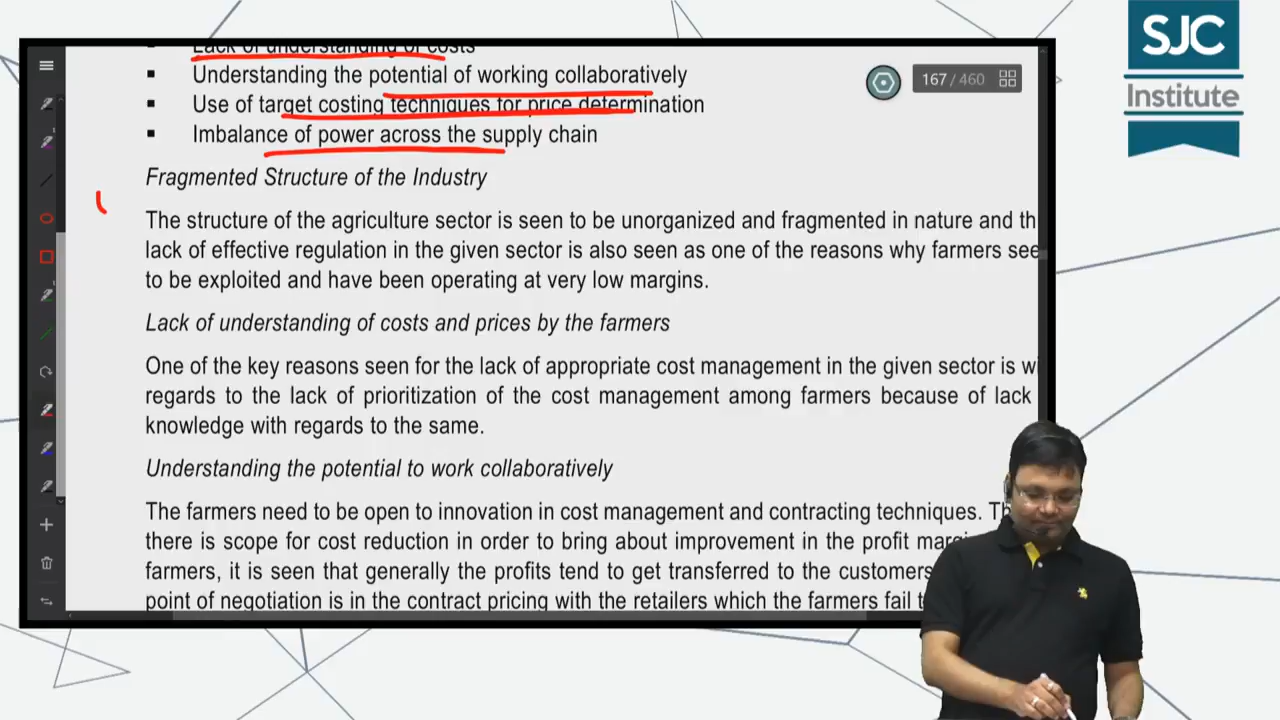 Lack of understanding of costs
Understanding the potential of working collaboratively
Use of target costing techniques for price determination
Imbalance of power across the supply chain
167 / 460
SJC
Institute
Fragmented Structure of the Industry
The structure of the agriculture sector is seen to be unorganized and fragmented in nature and
lack of effective regulation in the given sector is also seen as one of the reasons why farmers
to be exploited and have been operating at very low margins.
Lack of understanding of costs and prices by the farmers
One of the key reasons seen for the lack of appropriate cost management in the given sector is
regards to the lack of prioritization of the cost management among farmers because of lack
knowledge with regards to the same.
Understanding the potential to work collaboratively
The farmers need to be open to innovation in cost management and contracting techniques.
there is scope for cost reduction in order to bring about improvement in the profit
farmers, it is seen that generally the profits tend to get transferred to the customers
point of negotiation is in the contract pricing with the retailers which the farmers fail